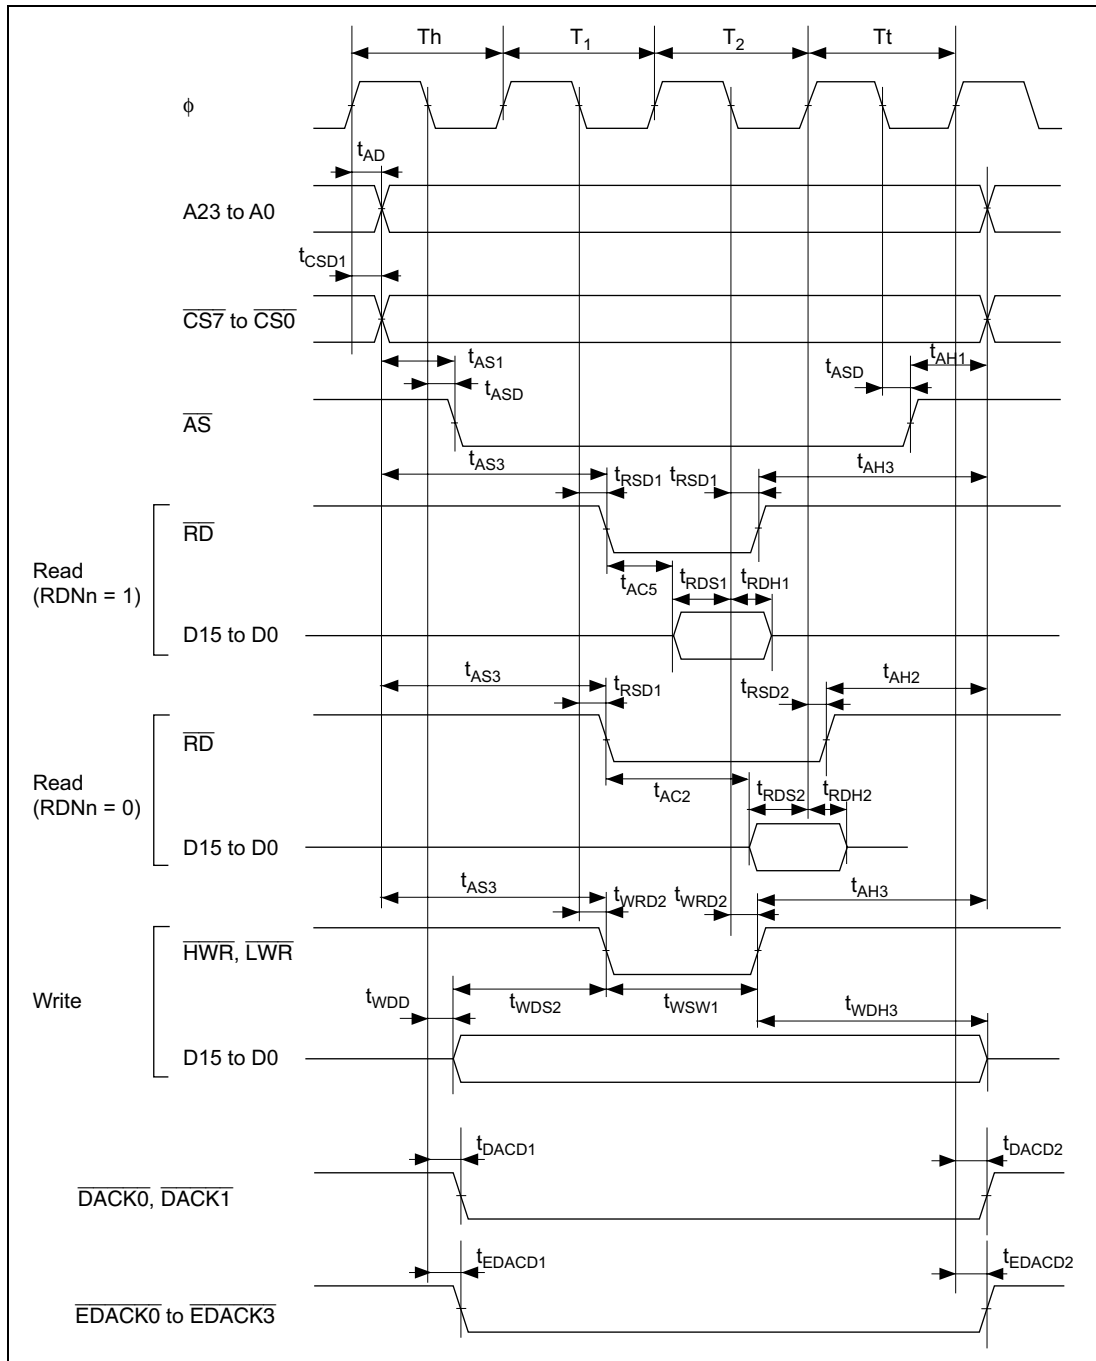 Th T1 T2 Tt
ϕ
tAD
A23 to A0
tCSD1
CS7 to CS0
tAS1
tASD
tASD
tAH1
AS
tAS3
tRSD1
tRSD1
tAH3
RD
Read
(RDNn = 1)
tAC5
tRDS1
tRDH1
D15 to D0
tAS3
tRSD1
tRSD2
tAH2
RD
Read
(RDNn = 0)
tAC2
tRDS2
tRDH2
D15 to D0
tAS3
tWRD2
tWRD2
tAH3
HWR, LWR
Write
tWDD
tWDS2
tWSW1
tWDH3
D15 to D0
tDACD1
tDACD2
DACK0, DACK1
tEDACD1
tEDACD2
EDACK0 to EDACK3